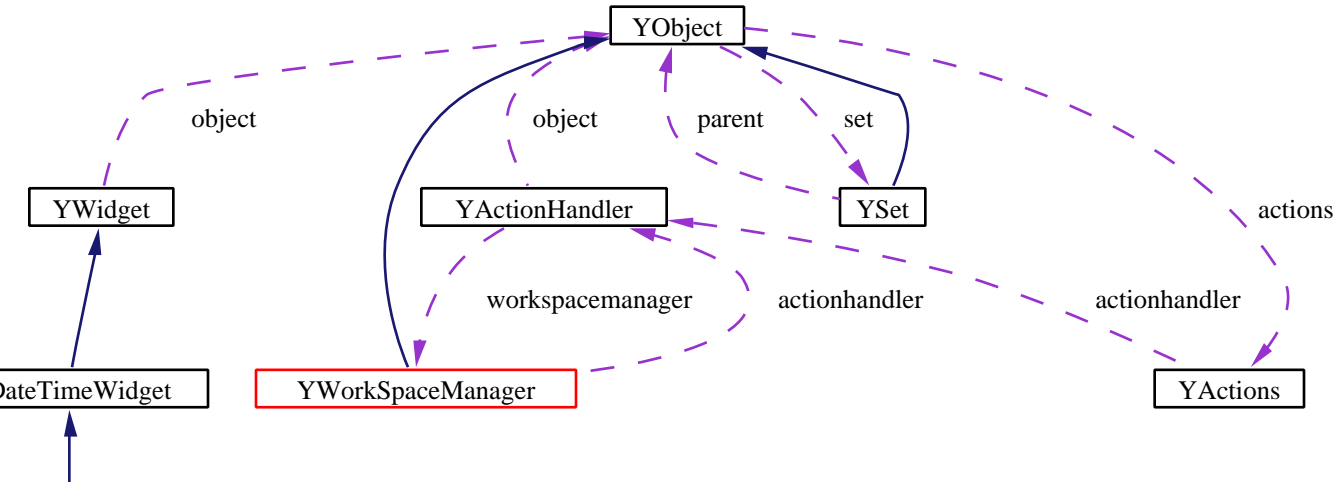 YObject
object
object
parent
set
YWidget
YActionHandler
YSet
actions
workspacemanager
actionhandler
actionhandler
DateTimeWidget
YWorkSpaceManager
YActions